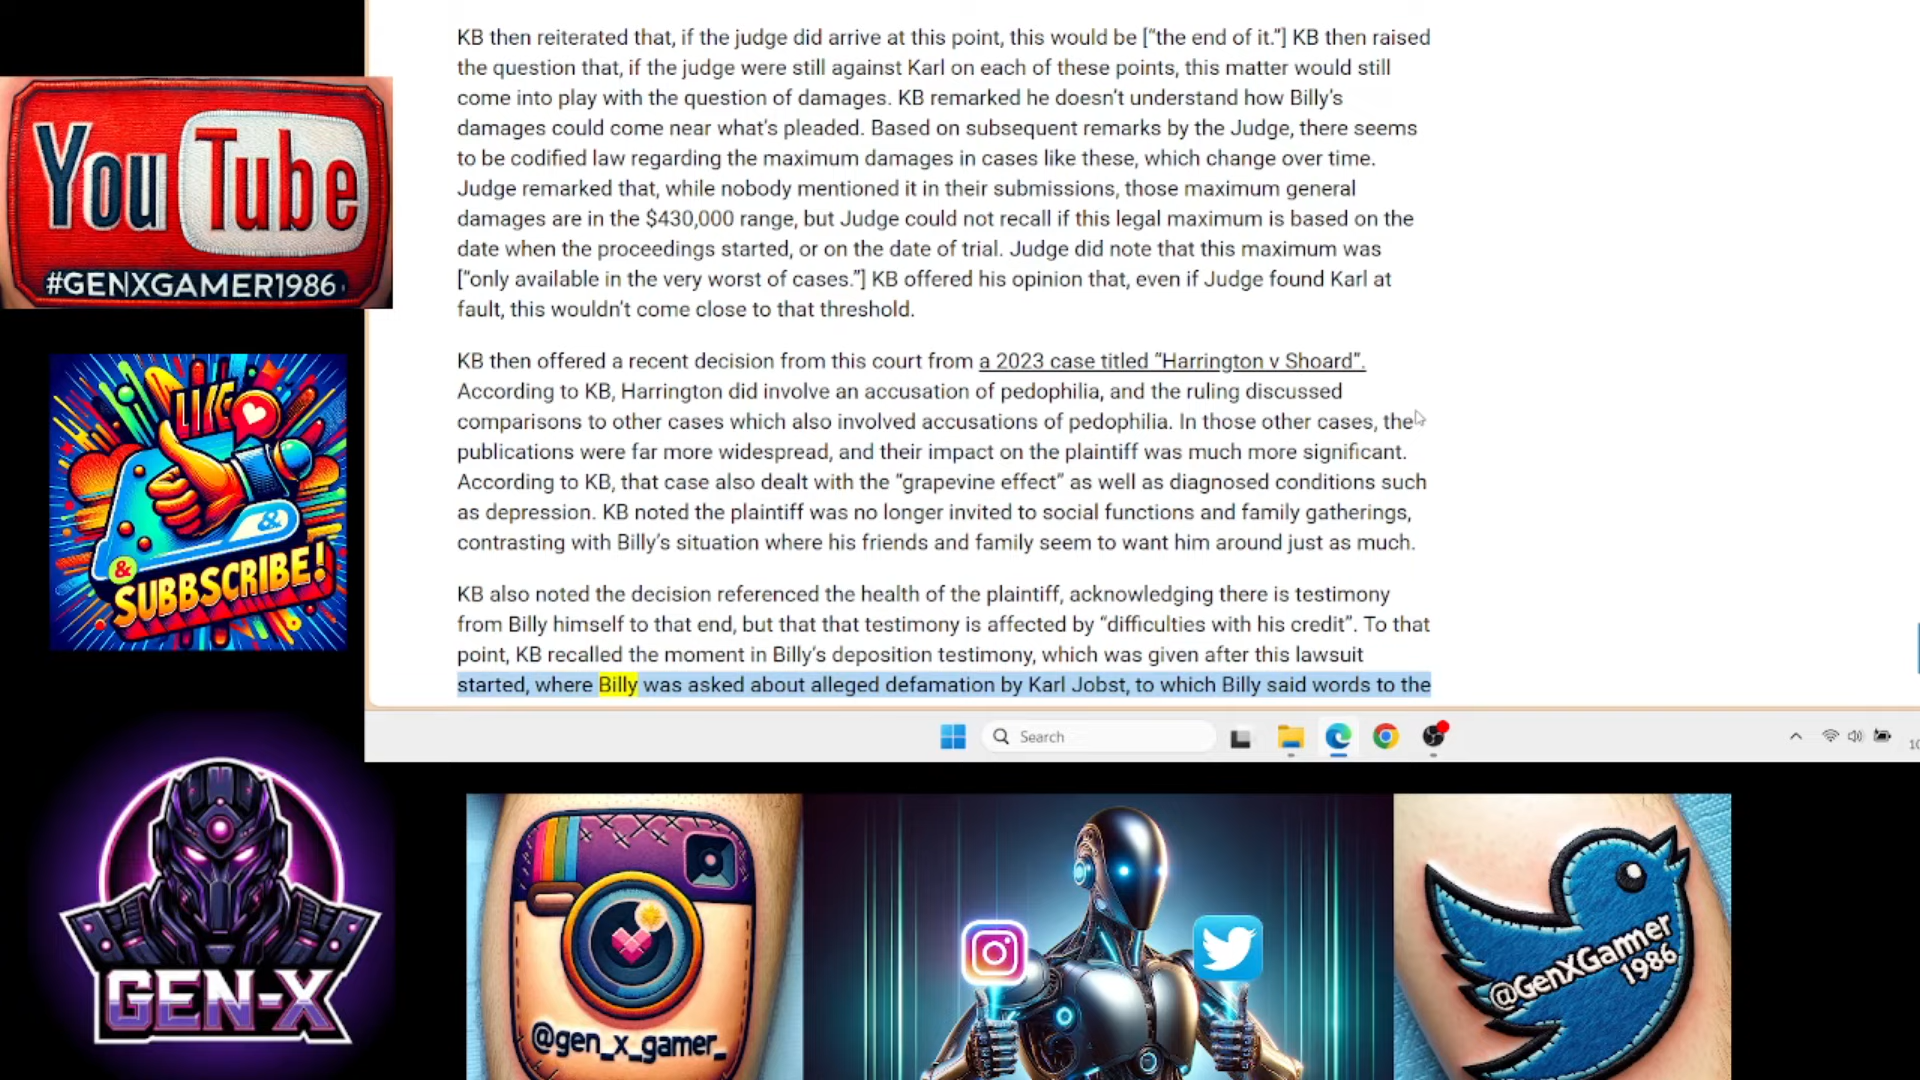 KB then reiterated that, if the judge did arrive at this point, this would be [“the end of it.”] KB then raised
the question that, if the judge were still against Karl on each of these points, this matter would still
come into play with the question of damages. KB remarked he doesn’t understand how Billy’s
damages could come near what’s pleaded. Based on subsequent remarks by the Judge, there seems
to be codified law regarding the maximum damages in cases like these, which change over time.
Judge remarked that, while nobody mentioned it in their submissions, those maximum general
damages are in the $430,000 range, but Judge could not recall if this legal maximum is based on the
date when the proceedings started, or on the date of trial. Judge did note that this maximum was
[“only available in the very worst of cases.”] KB offered his opinion that, even if Judge found Karl at
fault, this wouldn’t come close to that threshold.
KB then offered a recent decision from this court from a 2023 case titled “Harrington v Shoard”.
According to KB, Harrington did involve an accusation of pedophilia, and the ruling discussed
comparisons to other cases which also involved accusations of pedophilia. In those other cases, the
publications were far more widespread, and their impact on the plaintiff was much more significant.
According to KB, that case also dealt with the “grapevine effect” as well as diagnosed conditions such
as depression. KB noted the plaintiff was no longer invited to social functions and family gatherings,
contrasting with Billy’s situation where his friends and family seem to want him around just as much.
KB also noted the decision referenced the health of the plaintiff, acknowledging there is testimony
from Billy himself to that end, but that that testimony is affected by “difficulties with his credit”. To that
point, KB recalled the moment in Billy’s deposition testimony, which was given after this lawsuit
started, where Billy was asked about alleged defamation by Karl Jobst, to which Billy said words to the
Search
10
You Tube
#GENXGAMER1986
LIKE
&
&
SUBBSCRIBE!
GEN-X
@gen_x_gamer_
@GenXGamer
1986